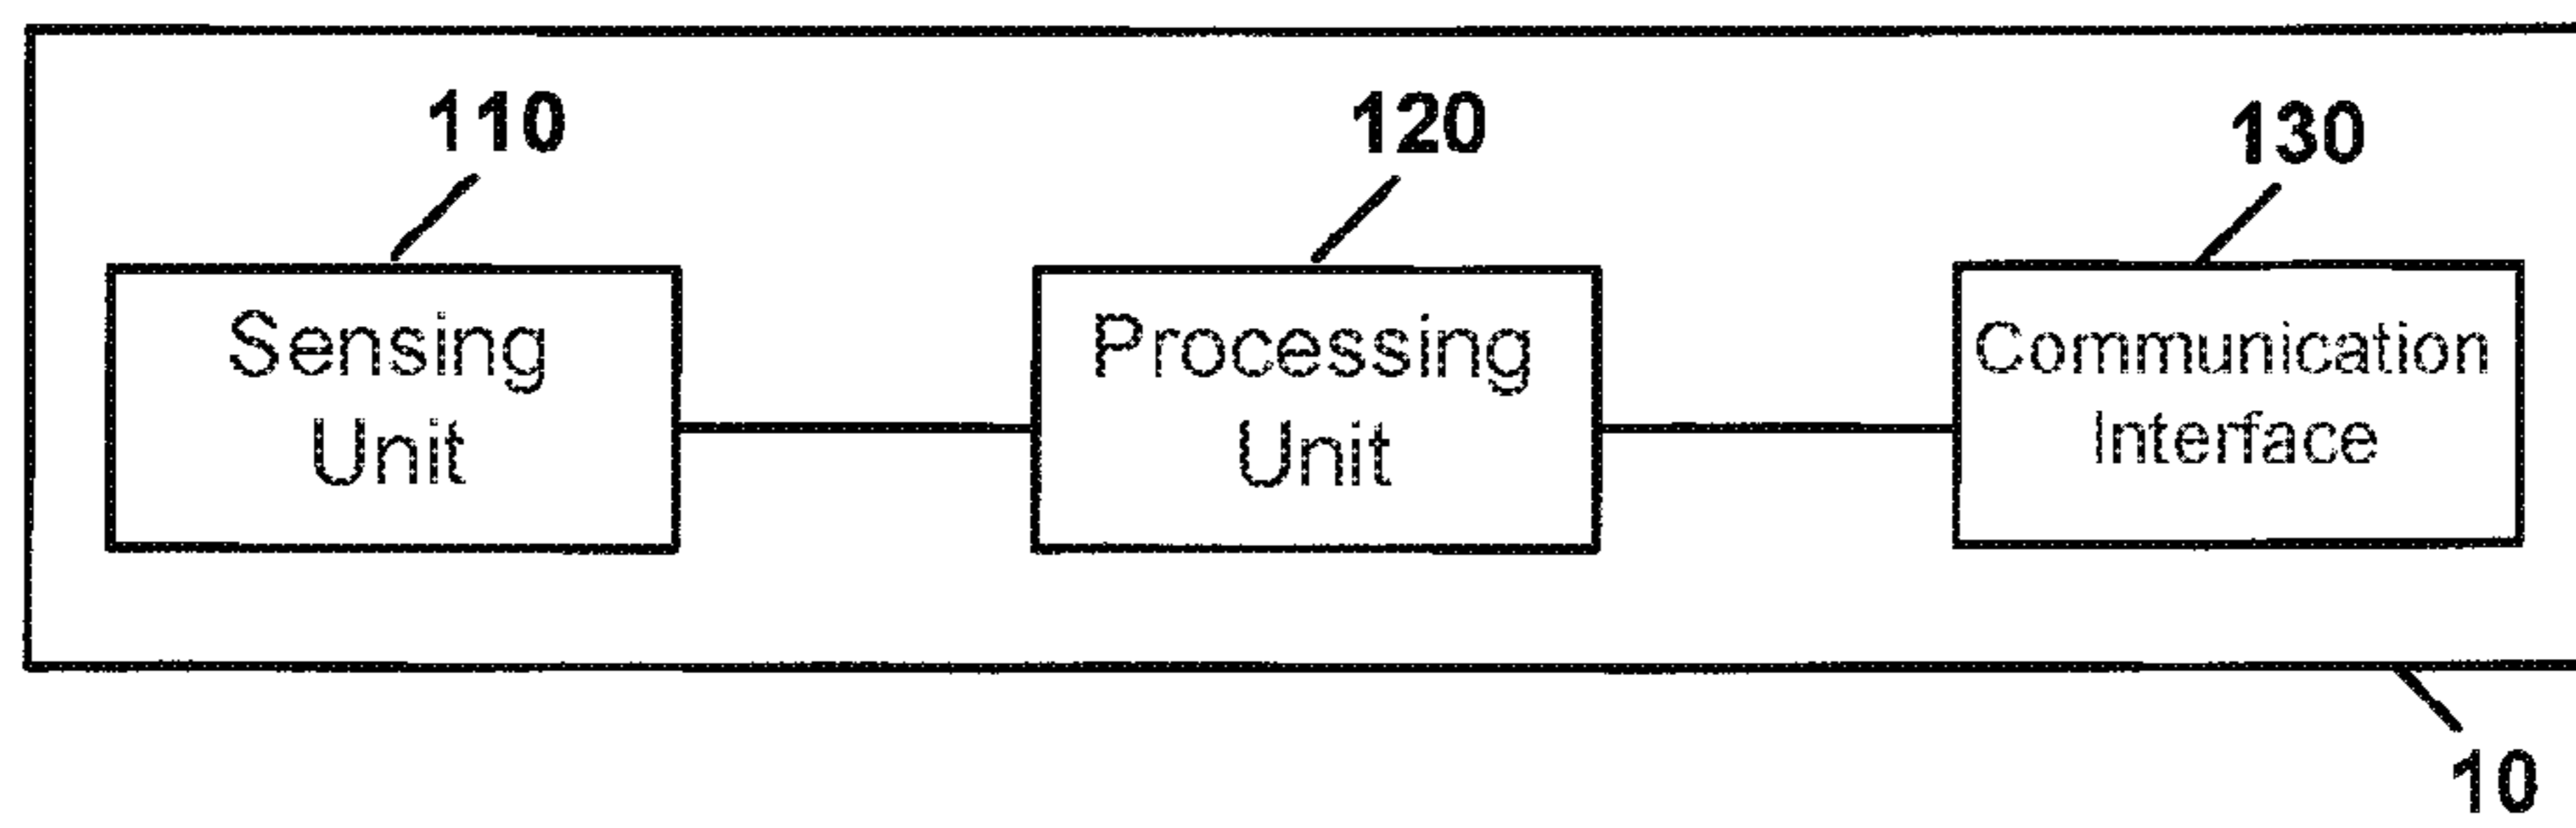 110
120
130
Sensing
Unit
Processing
Unit
Communication
Interface
10